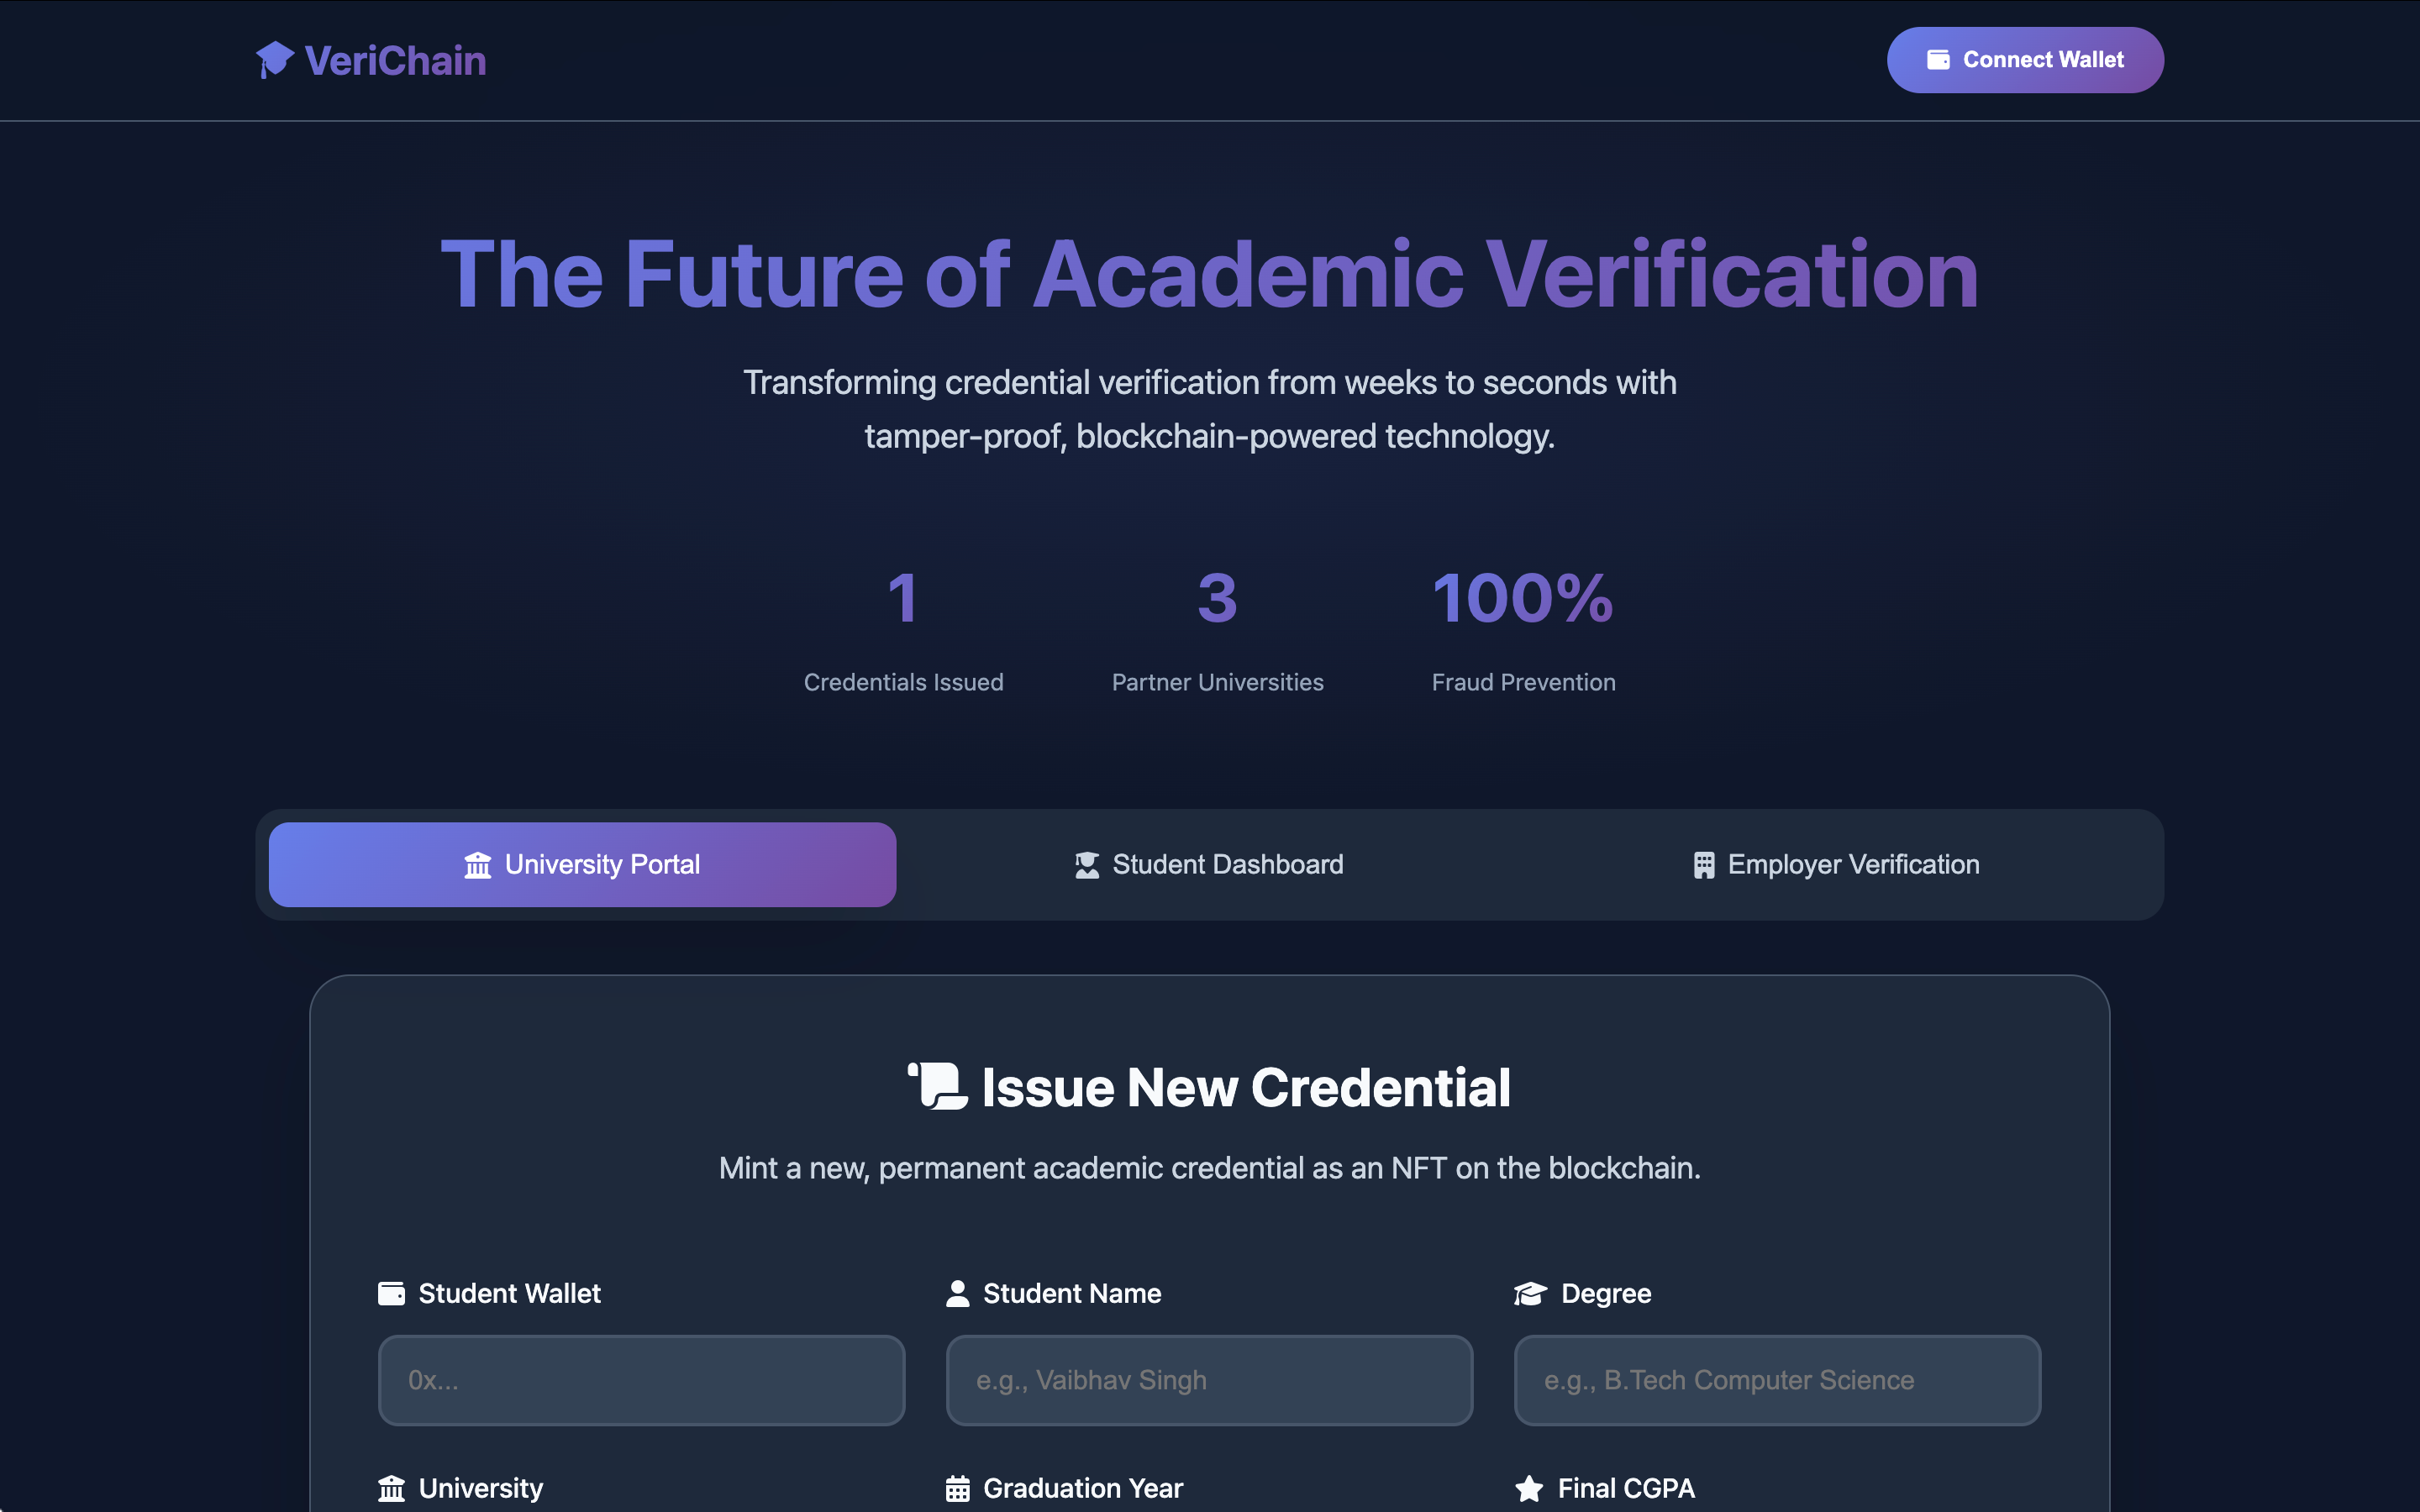 VeriChain
Connect Wallet
The Future of Academic Verification
Transforming credential verification from weeks to seconds with
tamper-proof, blockchain-powered technology.
1
3
100%
Credentials Issued
Partner Universities
Fraud Prevention
University Portal
Student Dashboard
Employer Verification
Issue New Credential
Mint a new, permanent academic credential as an NFT on the blockchain.
Student Wallet
Student Name
Degree
0x...
e.g., Vaibhav Singh
e.g., B.Tech Computer Science
University
Graduation Year
Final CGPA